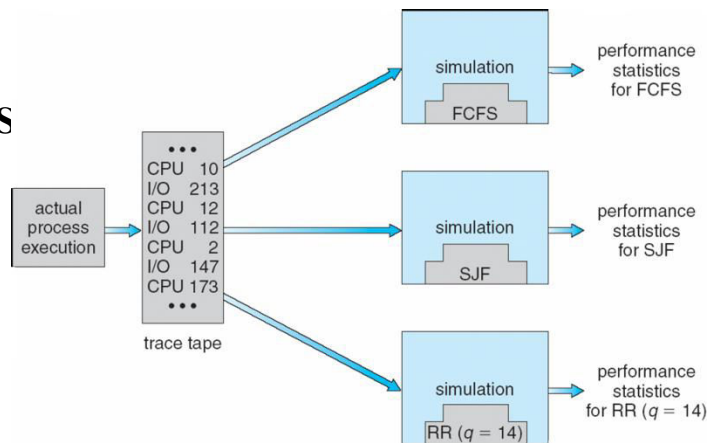 S
actual
process
execution
•••
CPU 10
I/O 213
CPU 12
I/O 112
CPU 2
I/O 147
CPU 173
•••
trace tape
simulation
FCFS
performance
statistics
for FCFS
simulation
SJF
performance
statistics
for SJF
simulation
RR (q = 14)
performance
statistics
for RR (q = 14)